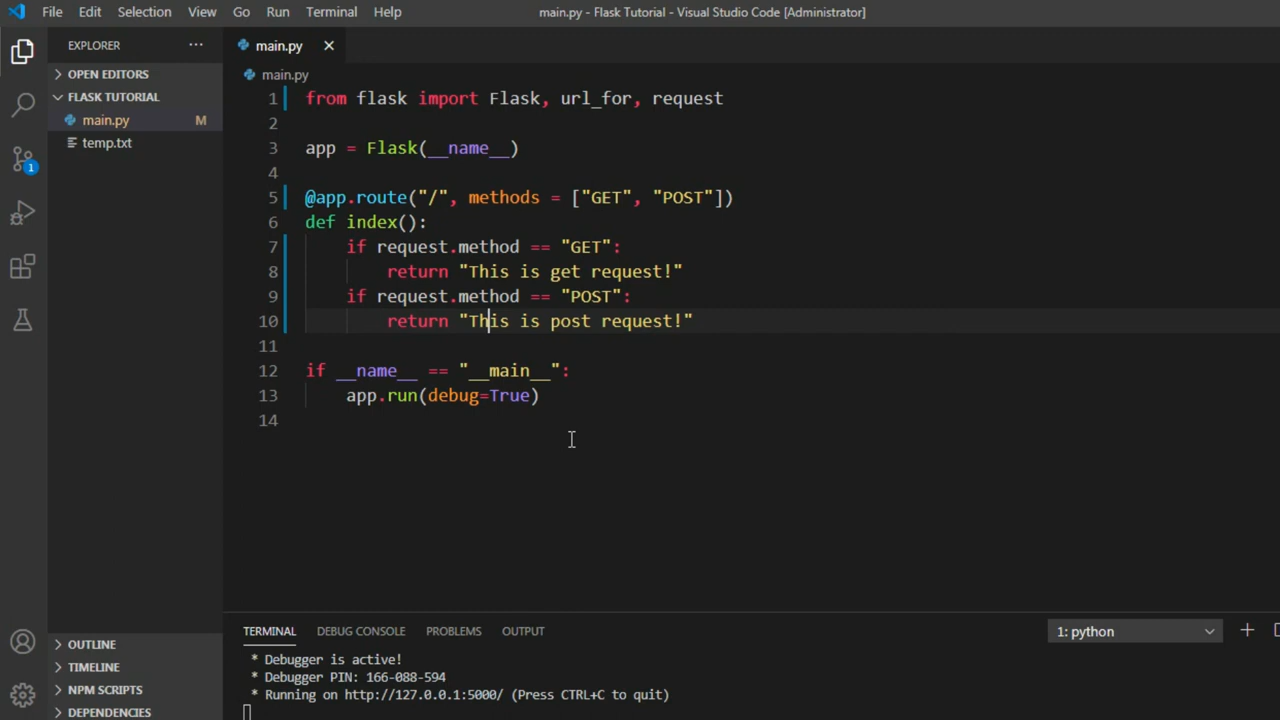 File Edit Selection View Go Run Terminal Help
main.py - Flask Tutorial - Visual Studio Code [Administrator]
EXPLORER
OPEN EDITORS
FLASK TUTORIAL
main.py M
temp.txt
1
OUTLINE
TIMELINE
NPM SCRIPTS
DEPENDENCIES
main.py
main.py
1 from flask import Flask, url_for, request
2
3 app = Flask(__name__)
4
5 @app.route("/", methods = ["GET", "POST"])
6 def index():
7     if request.method == "GET":
8         return "This is get request!"
9     if request.method == "POST":
10         return "This is post request!"
11
12 if __name__ == "__main__":
13     app.run(debug=True)
14
TERMINAL DEBUG CONSOLE PROBLEMS OUTPUT
1: python
* Debugger is active!
* Debugger PIN: 166-088-594
* Running on http://127.0.0.1:5000/ (Press CTRL+C to quit)